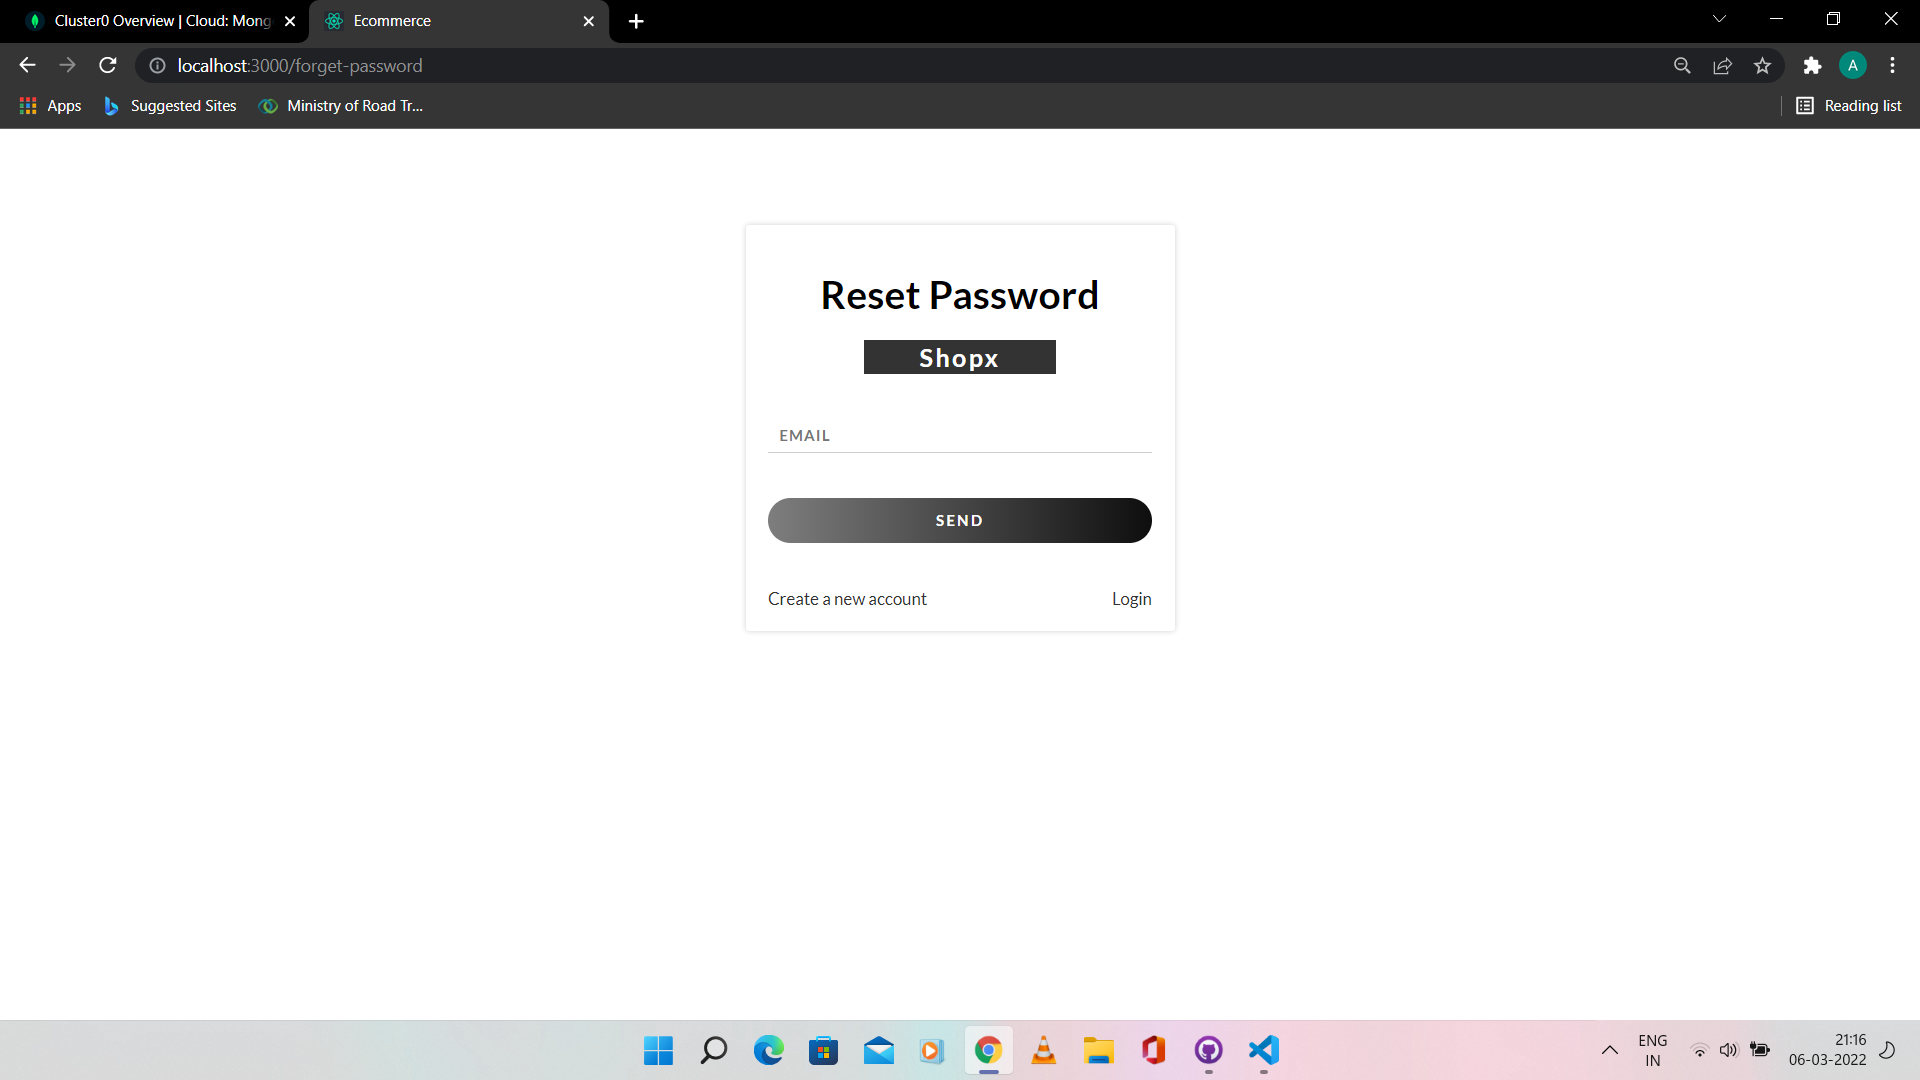 Cluster0 Overview | Cloud: Mong
Ecommerce
localhost:3000/forget-password
A
Apps
Suggested Sites
Ministry of Road Tr...
Reading list
Reset Password
Shopx
EMAIL
SEND
Create a new account
Login
ENG
IN
21:16
06-03-2022